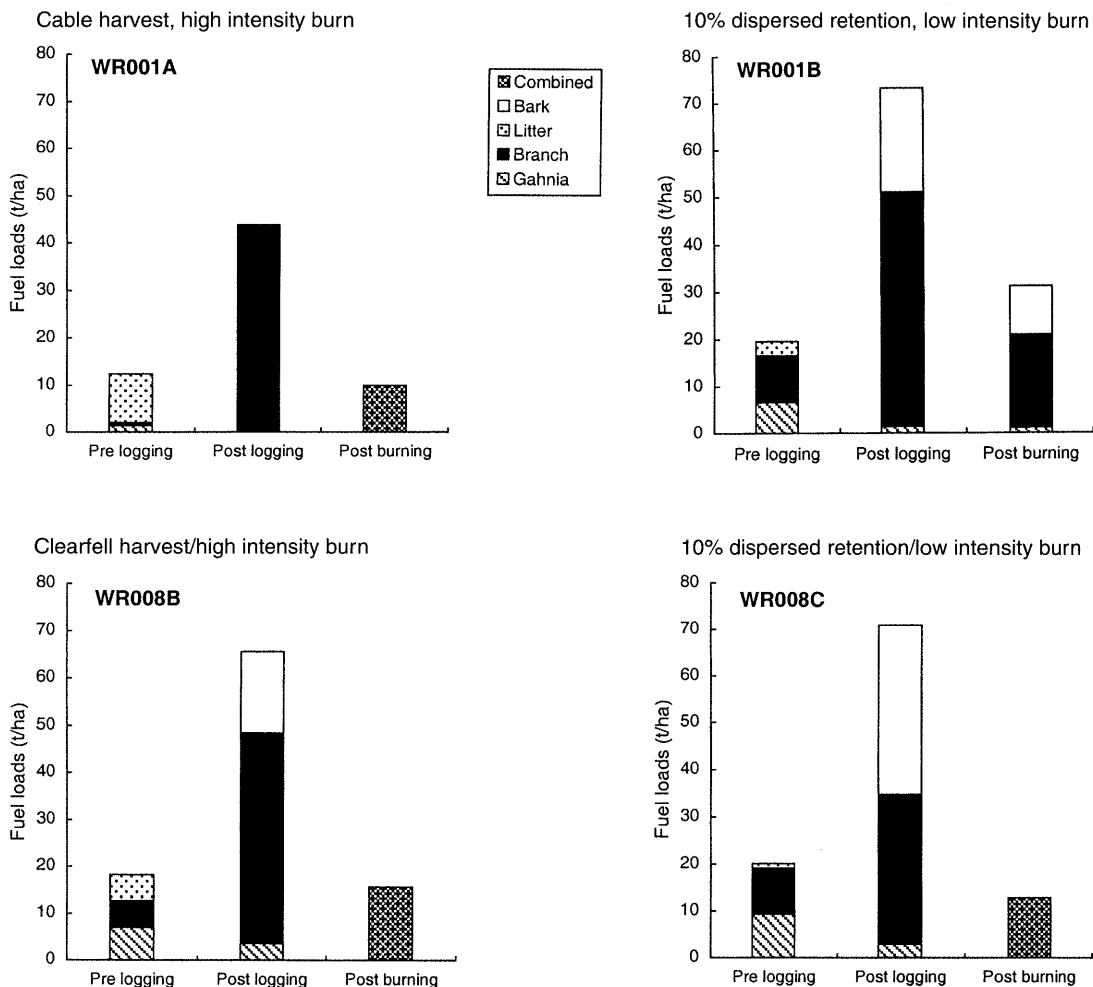 Cable harvest, high intensity burn
WR001A
80
70
60
50
40
30
20
10
0
Fuel loads (t/ha)
Pre logging
Post logging
Post burning
Combined
Bark
Litter
Branch
Gahnia
10% dispersed retention, low intensity burn
WR001B
80
70
60
50
40
30
20
10
0
Fuel loads (t/ha)
Pre logging
Post logging
Post burning
Clearfell harvest/high intensity burn
WR008B
80
70
60
50
40
30
20
10
0
Fuel loads (t/ha)
Pre logging
Post logging
Post burning
10% dispersed retention/low intensity burn
WR008C
80
70
60
50
40
30
20
10
0
Fuel loads (t/ha)
Pre logging
Post logging
Post burning